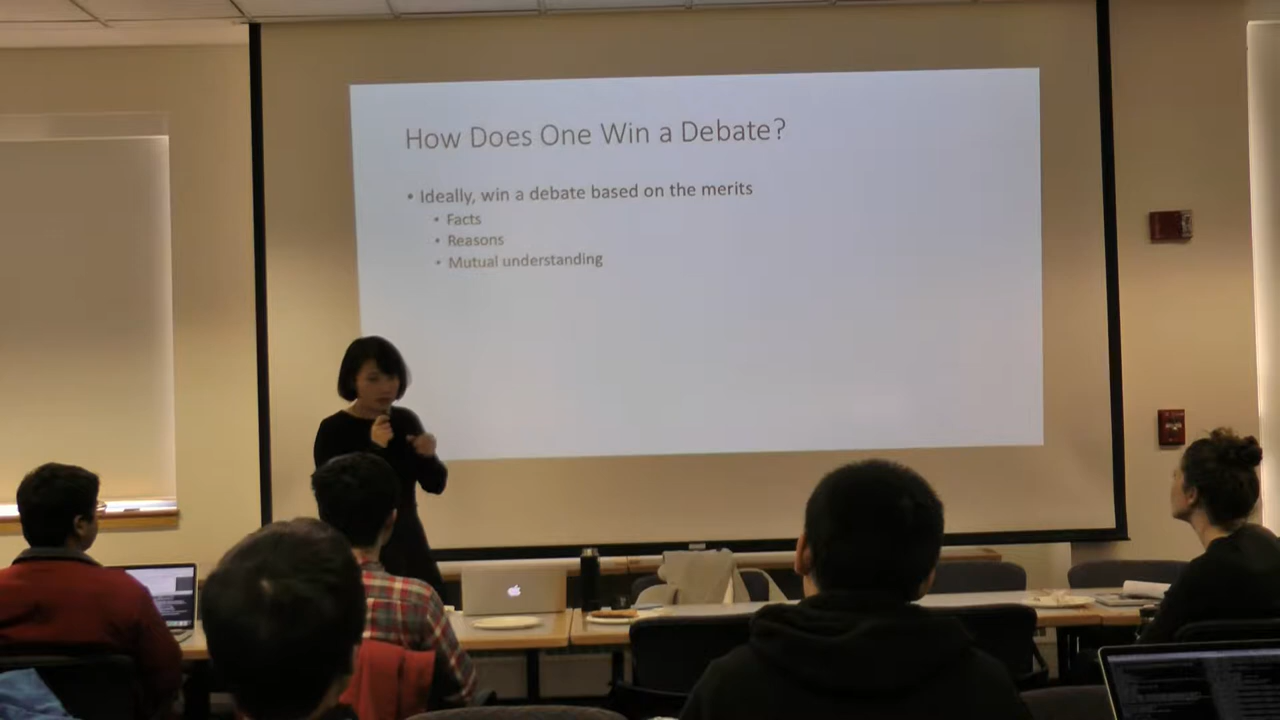 How Does One Win a Debate?
• Ideally, win a debate based on the merits
• Facts
• Reasons
• Mutual understanding